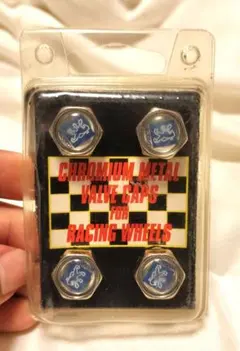 CHROMIUM METAL
VALVE CAPS
FOR
RACING WHEELS